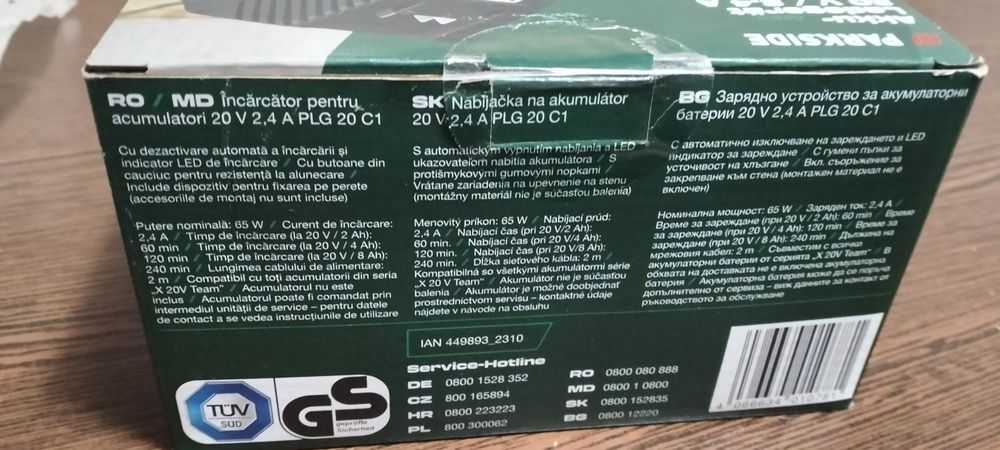 PARKSIDE
RO / MD Încărcător pentru
acumulatori 20 V 2,4 A PLG 20 C1
Cu dezactivare automată a încărcării și
indicator LED de încărcare / Cu butoane din
cauciuc pentru rezistență la alunecare /
Include dispozitiv pentru fixarea pe perete
(accesoriile de montaj nu sunt incluse)
Putere nominală: 65 W / Curent de încărcare:
2,4 A / Timp de încărcare (la 20 V / 2 Ah):
60 min / Timp de încărcare (la 20 V / 4 Ah):
120 min / Timp de încărcare (la 20 V / 8 Ah):
240 min / Lungimea cablului de alimentare:
2 m / Compatibil cu toți acumulatorii din seria
„X 20V Team” / Acumulatorul nu este
inclus / Acumulatorul poate fi comandat prin
intermediul unității de service – pentru datele
de contact a se vedea instrucțiunile de utilizare
SK Nabíjačka na akumulátor
20 V 2,4 A PLG 20 C1
S automatickým vypnutím nabíjania a LED
ukazovateľom nabitia akumulátora / S
protišmykovými gumovými nopkami /
Vrátane zariadenia na upevnenie na stenu
(montážny materiál nie je súčasťou balenia)
Menovitý príkon: 65 W / Nabíjací prúd:
2,4 A / Nabíjací čas (pri 20 V/2 Ah):
60 min. / Nabíjací čas (pri 20 V/4 Ah):
120 min. / Nabíjací čas (pri 20 V/8 Ah):
240 min. / Dĺžka sieťového kábla: 2 m /
Kompatibilná so všetkými akumulátormi série
„X 20 V Team” / Akumulátor nie je súčasťou
balenia / Akumulátor je možné doobjednať
prostredníctvom servisu – kontaktné údaje
nájdete v návode na obsluhu
BG Зарядно устройство за акумулаторни
батерии 20 V 2,4 A PLG 20 C1
С автоматично изключване на зареждането и LED
индикатор за зареждане / С гумени пъпки за
устойчивост на хлъзгане / Вкл. съоръжение за
закрепване към стена (монтажен материал не е
включен)
Номинална мощност: 65 W / Заряден ток: 2,4 A /
Време за зареждане (при 20 V / 2 Ah): 60 min / Време
за зареждане (при 20 V / 4 Ah): 120 min / Време за
зареждане (при 20 V / 8 Ah): 240 min / Дължина на
мрежовия кабел: 2 m / Съвместим с всички
акумулаторни батерии от серията „X 20V Team” / В
обхвата на доставката не е включена акумулаторна
батерия / Акумулаторна батерия може да се поръча
допълнително от сервиза – виж данните за контакт от
ръководството за обслужване
IAN 449893_2310
Service-Hotline
DE 0800 1528 352
CZ 800 165894
HR 0800 223223
PL 800 300062
RO 0800 080 888
MD 0800 1 0800
SK 0800 152835
BG 0800 12220
TÜV
SÜD
GS
geprüfte
Sicherheit